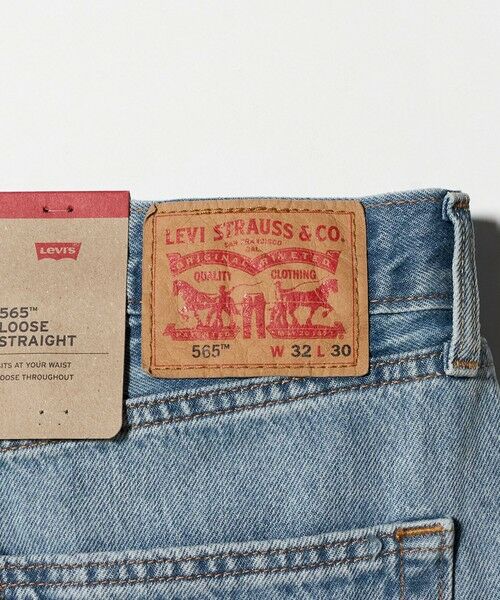 LEVI'S
565™
LOOSE
STRAIGHT
ITS AT YOUR WAIST
OOSE THROUGHOUT
LEVI STRAUSS & CO.
SAN FRANCISCO
CAL.
ORIGINAL RIVETED
QUALITY CLOTHING
565™ W 32 L 30